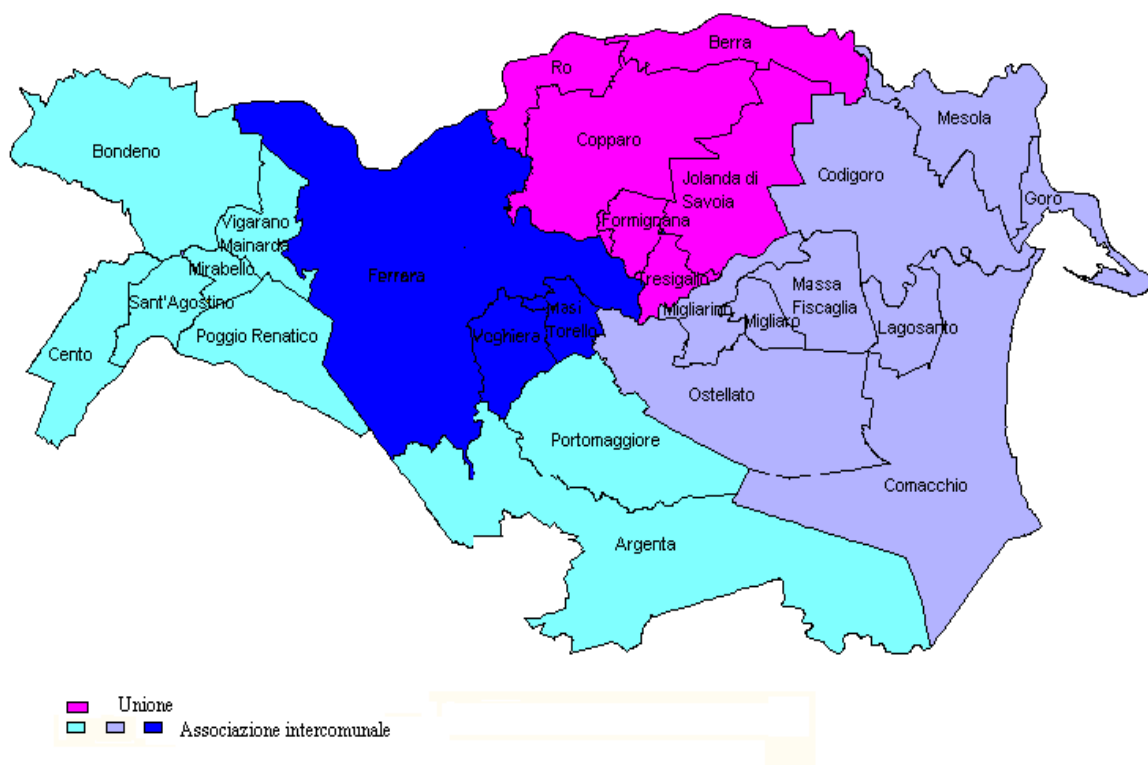 Berra
Ro
Mesola
Copparo
Bondeno
Codigoro
Jolanda di
Savoia
Goro
Formignana
Vigarano
Mainarda
Mirabello
Ferrara
Tresigallo
Massa
Fiscaglia
Sant'Agostino
Masi
Torello
Migliarino
Migliaro
Lagosanto
Voghiera
Poggio Renatico
Cento
Ostellato
Portomaggiore
Comacchio
Argenta
Unione
Associazione intercomunale